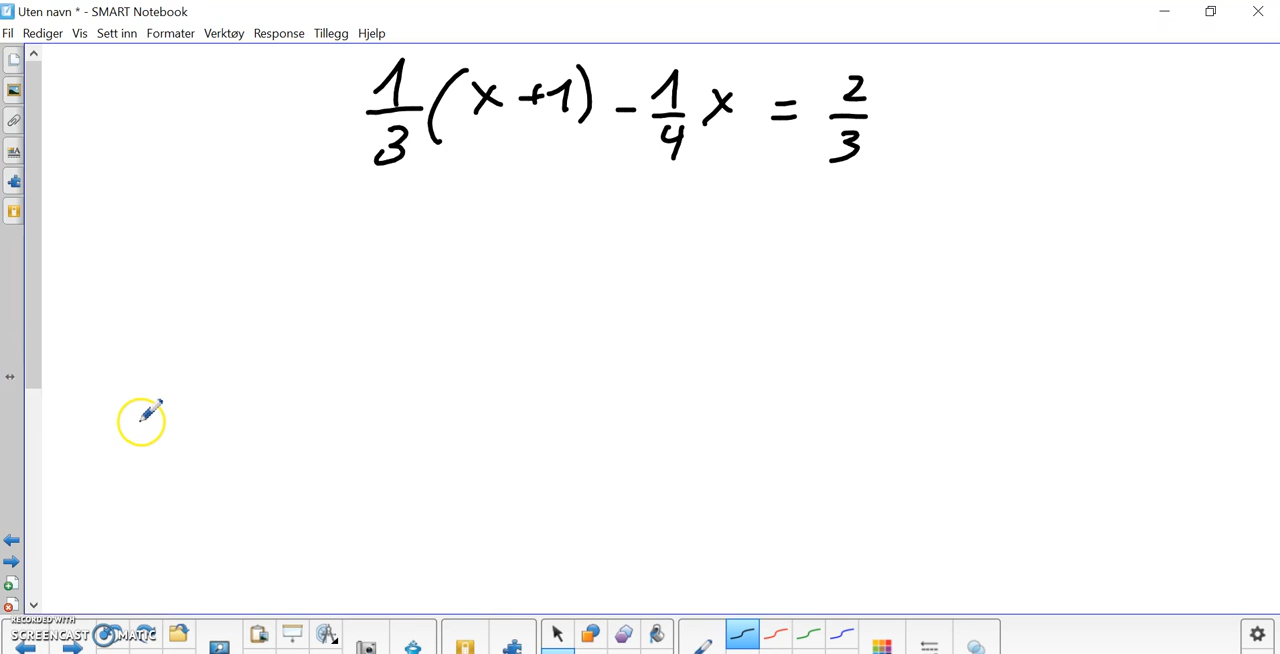 Uten navn * - SMART Notebook
Fil Rediger Vis Sett inn Formater Verktøy Response Tillegg Hjelp
1/3 (x+1) - 1/4 x = 2/3
RECORDED WITH
SCREENCAST MATIC